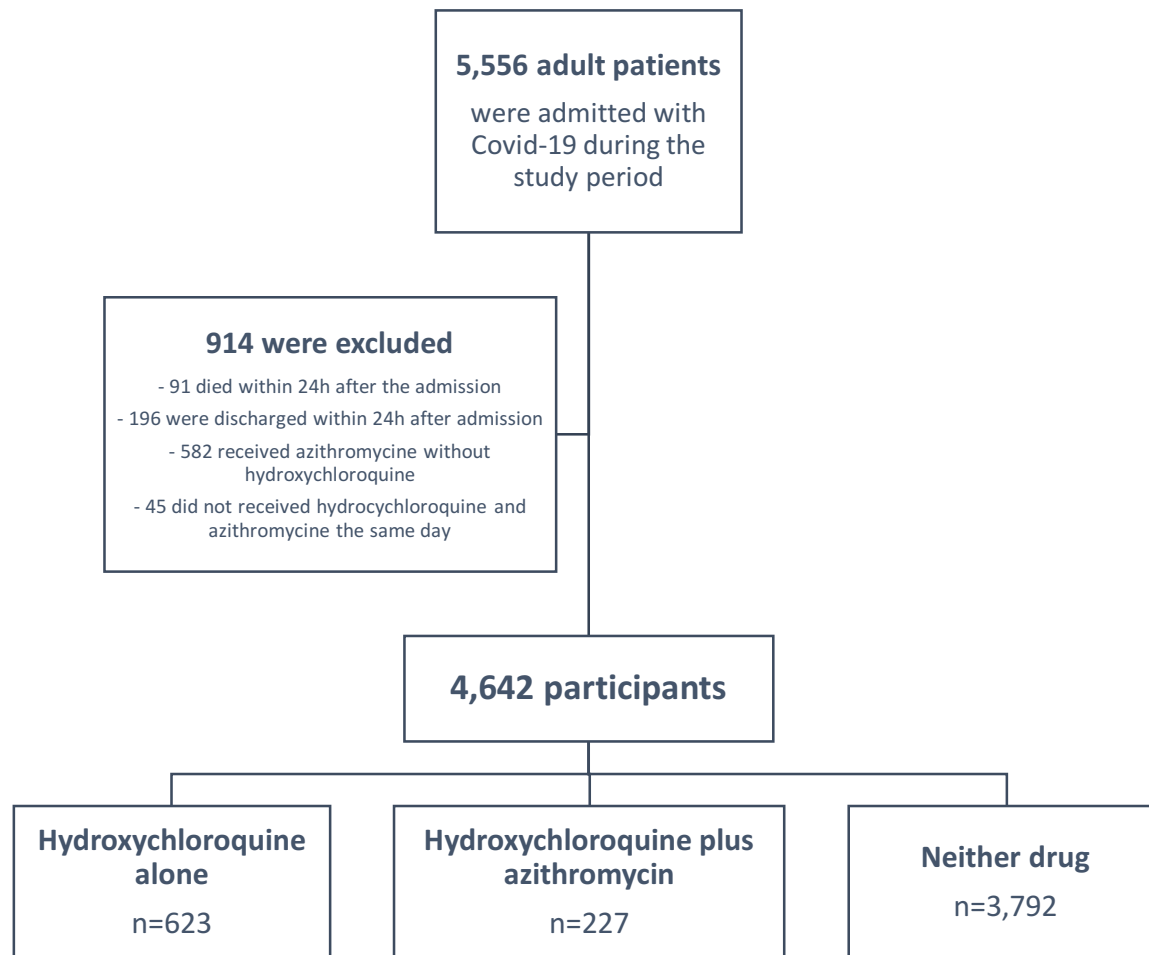 5,556 adult patients
were admitted with
Covid-19 during the
study period
914 were excluded
- 91 died within 24h after the admission
- 196 were discharged within 24h after admission
- 582 received azithromycine without
hydroxychloroquine
- 45 did not received hydrocychloroquine and
azithromycine the same day
4,642 participants
Hydroxychloroquine
alone
n=623
Hydroxychloroquine plus
azithromycin
n=227
Neither drug
n=3,792